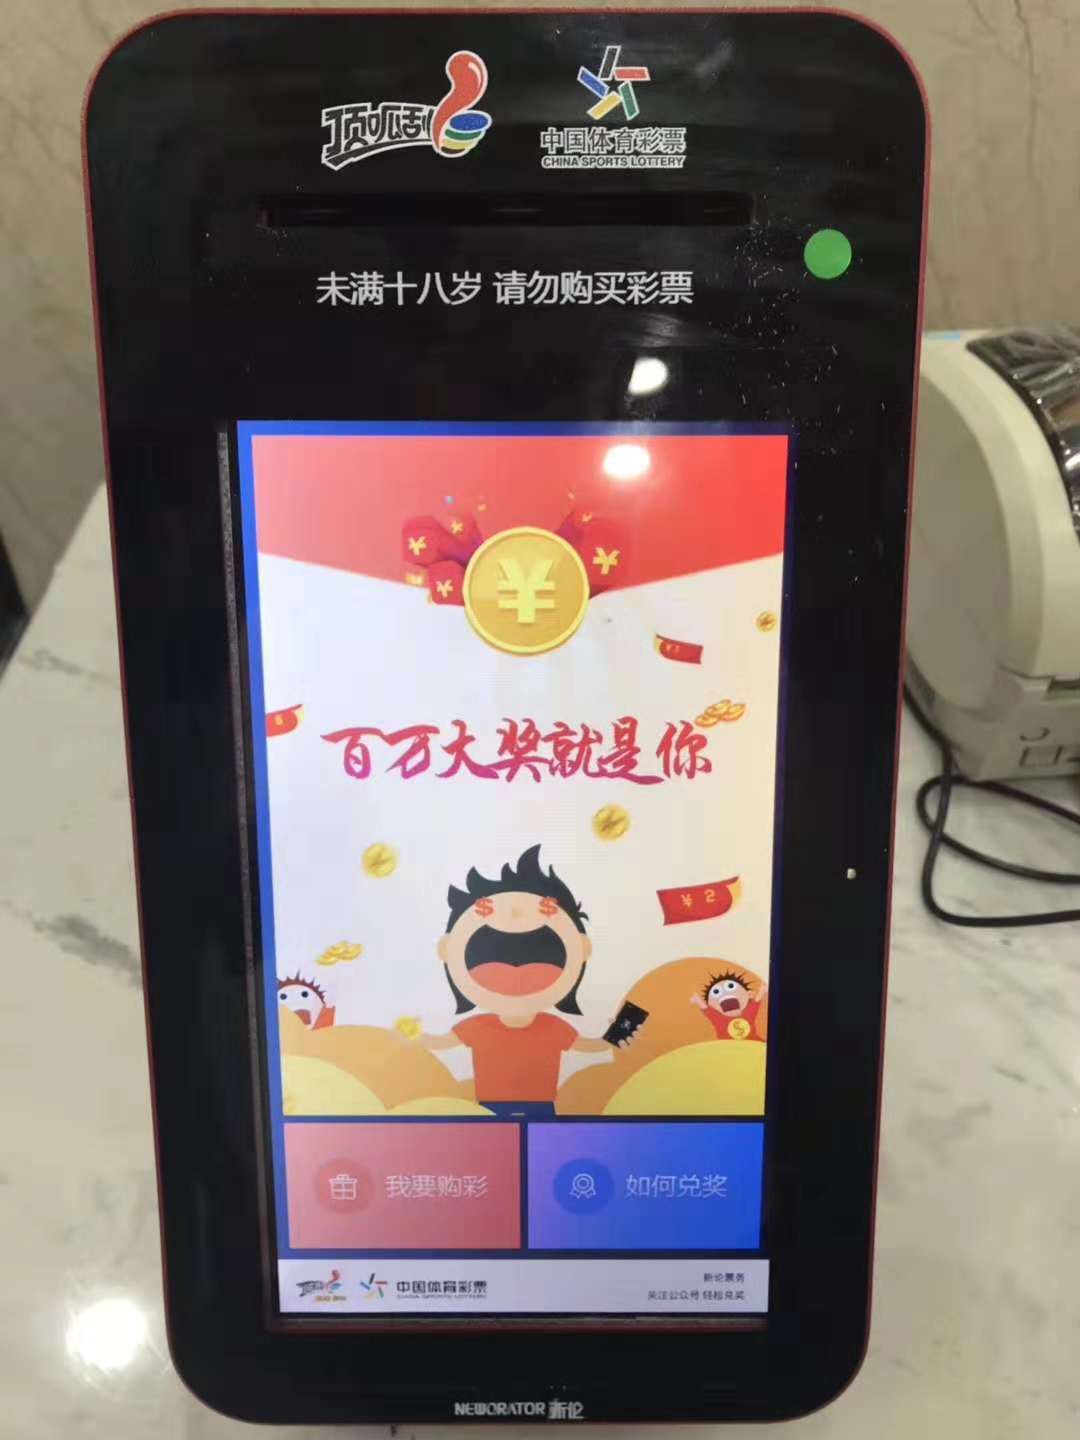 顶呱刮
中国体育彩票
CHINA SPORTS LOTTERY
未满十八岁 请勿购买彩票
¥
¥
¥
¥
¥
百万大奖就是你
¥ 2
$ $
我要购彩
如何兑奖
顶呱刮
中国体育彩票
CHINA SPORTS LOTTERY
新论票务
关注公众号 轻松兑奖
NEWORATOR 新论